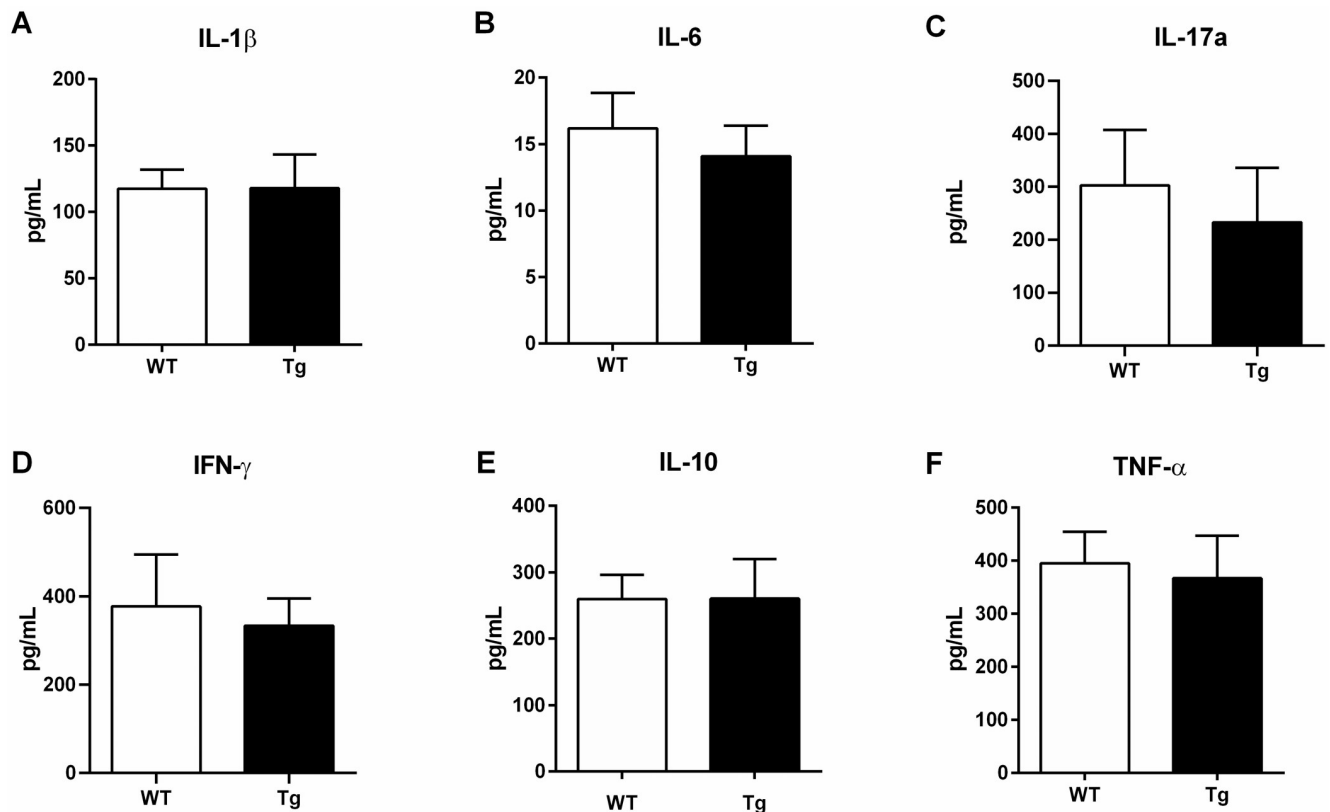 A
IL-1β
200
150
100
50
0
pg/mL
WT
Tg
B
IL-6
20
15
10
5
0
pg/mL
WT
Tg
C
IL-17a
500
400
300
200
100
0
pg/mL
WT
Tg
D
IFN-γ
600
400
200
0
pg/mL
WT
Tg
E
IL-10
400
300
200
100
0
pg/mL
WT
Tg
F
TNF-α
500
400
300
200
100
0
pg/mL
WT
Tg